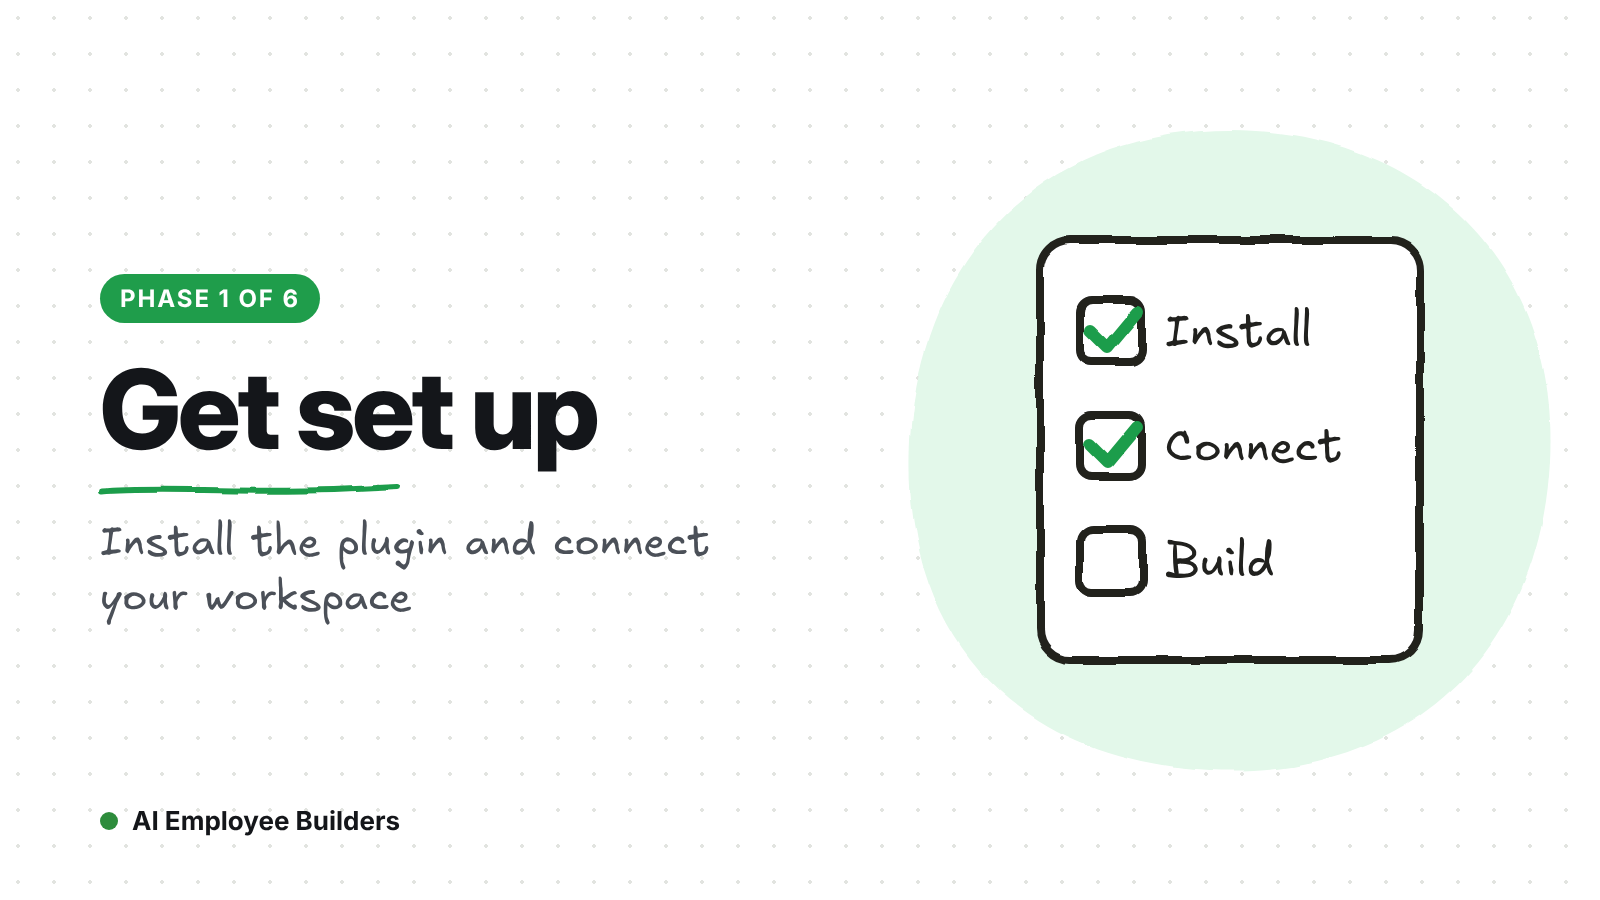 PHASE 1 OF 6
Get set up
Install the plugin and connect
your workspace
AI Employee Builders
Install
Connect
Build